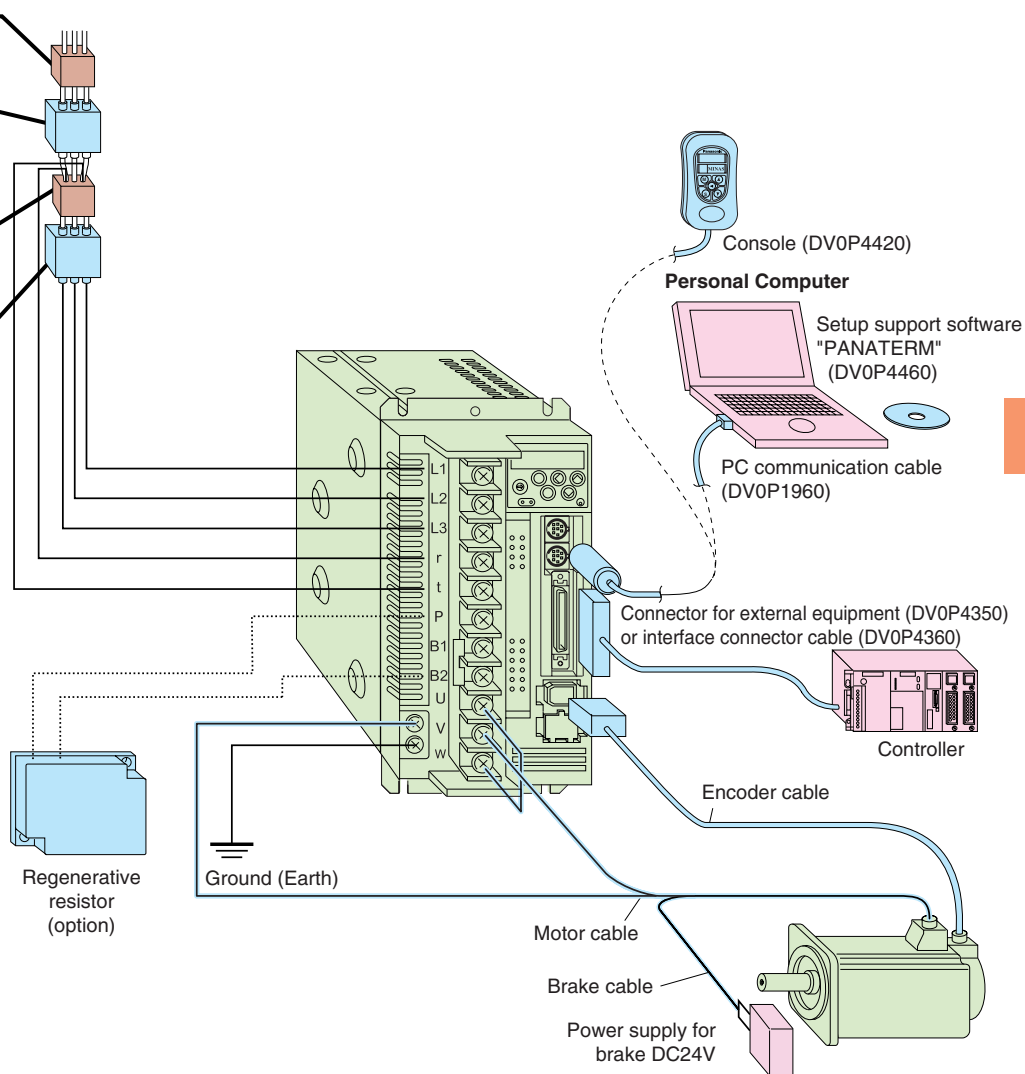 Panasonic
MINAS
Console (DV0P4420)
Personal Computer
Setup support software
"PANATERM"
(DV0P4460)
PC communication cable
(DV0P1960)
L1
L2
L3
r
t
P
B1
B2
U
V
W
Connector for external equipment (DV0P4350)
or interface connector cable (DV0P4360)
Controller
Encoder cable
Regenerative
resistor
(option)
Ground (Earth)
Motor cable
Brake cable
Power supply for
brake DC24V